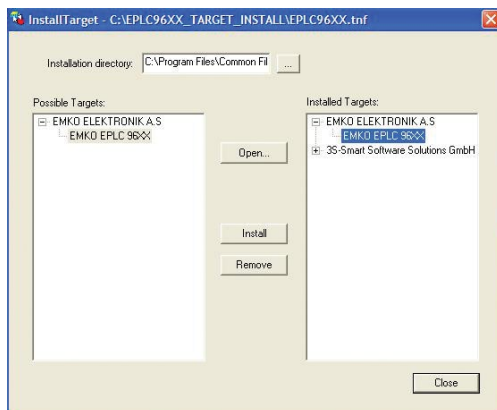 InstallTarget - C:\EPLC96XX_TARGET_INSTALL\EPLC96XX.tnf
Installation directory: C:\Program Files\Common Fil ...
Possible Targets:
EMKO ELEKTRONIK A.S
EMKO EPLC 96XX
Open...
Install
Remove
Installed Targets:
EMKO ELEKTRONIK A.S
EMKO EPLC 96XX
3S-Smart Software Solutions GmbH
Close